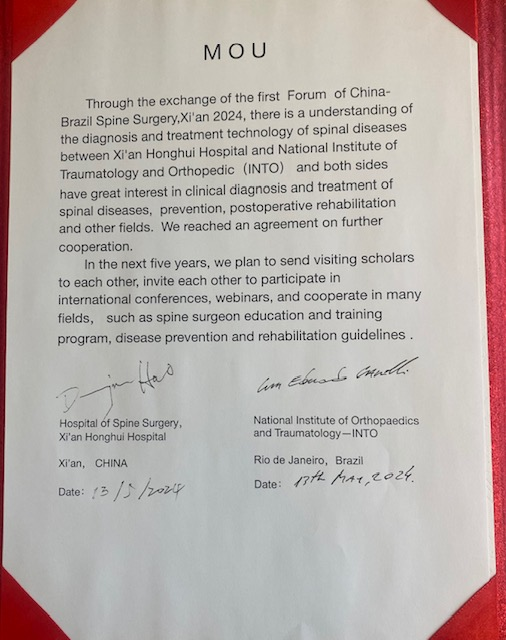 MOU
Through the exchange of the first Forum of China-
Brazil Spine Surgery,Xi'an 2024, there is a understanding of
the diagnosis and treatment technology of spinal diseases
between Xi'an Honghui Hospital and National Institute of
Traumatology and Orthopedic（INTO） and both sides
have great interest in clinical diagnosis and treatment of
spinal diseases, prevention, postoperative rehabilitation
and other fields. We reached an agreement on further
cooperation.
In the next five years, we plan to send visiting scholars
to each other, invite each other to participate in
international conferences, webinars, and cooperate in many
fields, such as spine surgeon education and training
program, disease prevention and rehabilitation guidelines .
Hao
Eduardo
Hospital of Spine Surgery,
Xi'an Honghui Hospital
National Institute of Orthopaedics
and Traumatology—INTO
Xi'an, CHINA
Rio de Janeiro, Brazil
Date: 13/5/2024
Date: 13th May, 2024.